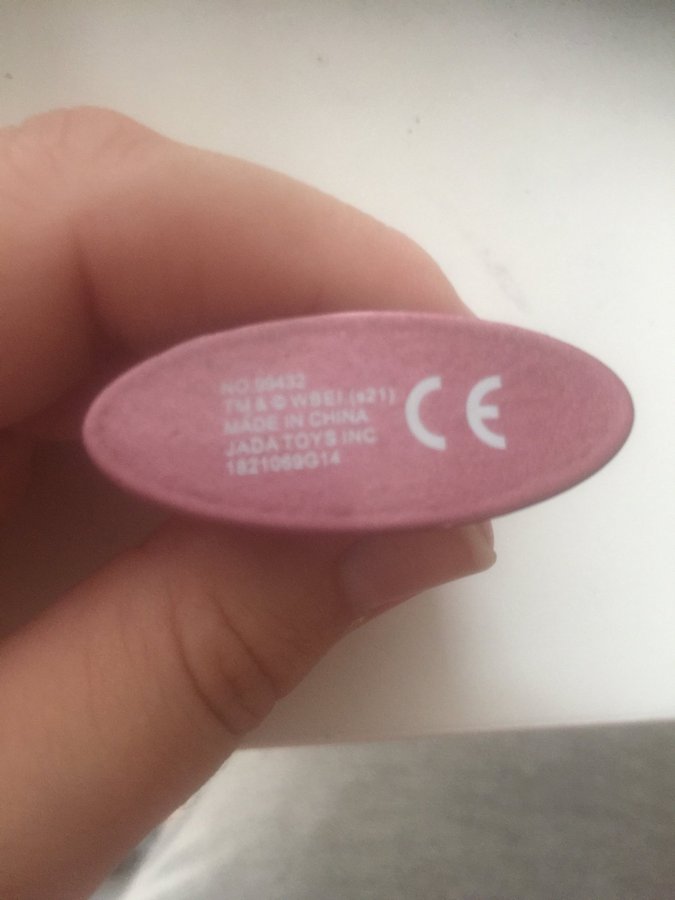 NO.99432
TM & © WBEI.(s21)
MADE IN CHINA
JADA TOYS INC
1821069G14
CE